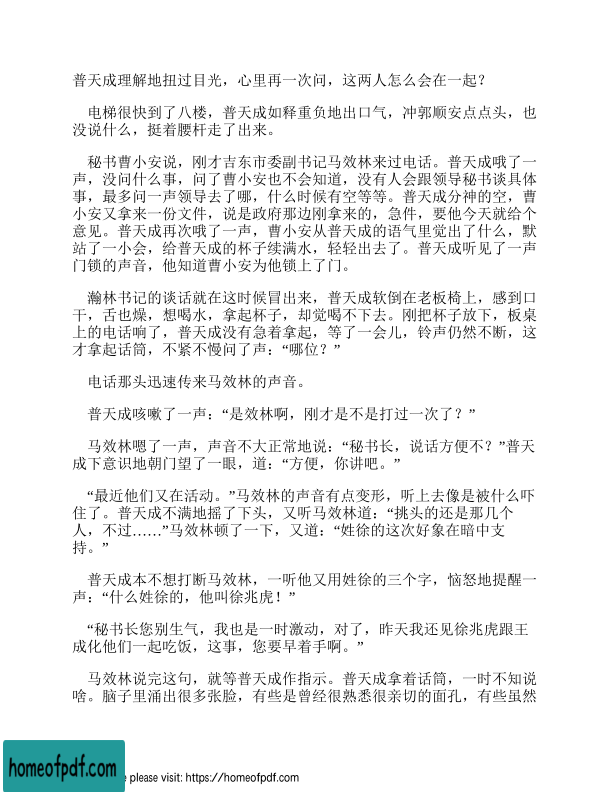 普天成理解地扭过目光，心里再一次问，这两人怎么会在一起？
电梯很快到了八楼，普天成如释重负地出口气，冲郭顺安点点头，也
没说什么，挺着腰杆走了出来。
秘书曹小安说，刚才吉东市委副书记马效林来过电话。普天成哦了一
声，没问什么事，问了曹小安也不会知道，没有人会跟领导秘书谈具体
事，最多问一声领导去了哪，什么时候有空等等。普天成分神的空，曹
小安又拿来一份文件，说是政府那边刚拿来的，急件，要他今天就给个
意见。普天成再次哦了一声，曹小安从普天成的语气里觉出了什么，默
站了一小会，给普天成的杯子续满水，轻轻出去了。普天成听见了一声
门锁的声音，他知道曹小安为他锁上了门。
瀚林书记的谈话就在这时候冒出来，普天成软倒在老板椅上，感到口
干，舌也燥，想喝水，拿起杯子，却觉喝不下去。刚把杯子放下，板桌
上的电话响了，普天成没有急着拿起，等了一会儿，铃声仍然不断，这
才拿起话筒，不紧不慢问了声：“哪位？”
电话那头迅速传来马效林的声音。
普天成咳嗽了一声：“是效林啊，刚才是不是打过一次了？”
马效林嗯了一声，声音不大正常地说：“秘书长，说话方便不？”普天
成下意识地朝门望了一眼，道：“方便，你讲吧。”
“最近他们又在活动。”马效林的声音有点变形，听上去像是被什么吓
住了。普天成不满地摇了下头，又听马效林道：“挑头的还是那几个
人，不过……”马效林顿了一下，又道：“姓徐的这次好象在暗中支
持。”
普天成本不想打断马效林，一听他又用姓徐的三个字，恼怒地提醒一
声：“什么姓徐的，他叫徐兆虎！”
“秘书长您别生气，我也是一时激动，对了，昨天我还见徐兆虎跟王
成化他们一起吃饭，这事，您要早着手啊。”
马效林说完这句，就等普天成作指示。普天成拿着话筒，一时不知说
啥。脑子里涌出很多张脸，有些是曾经很熟悉很亲切的面孔，有些虽然
homeofpdf.com
e please visit: https://homeofpdf.com